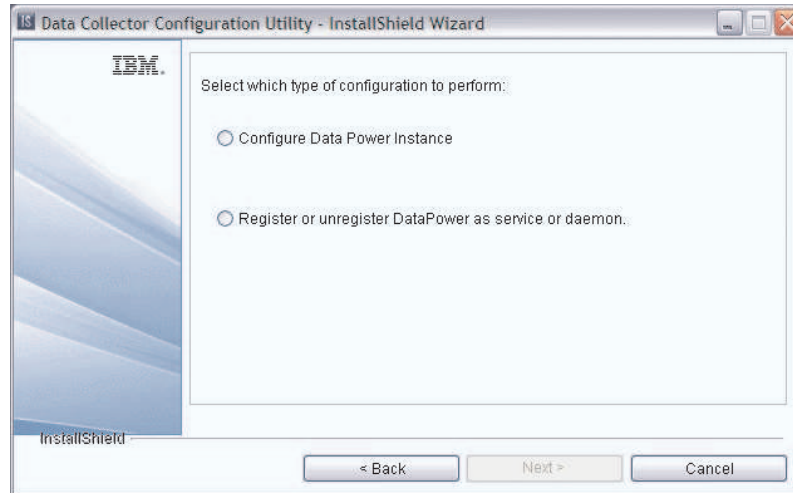 IS Data Collector Configuration Utility - InstallShield Wizard
IBM.
Select which type of configuration to perform:
Configure Data Power Instance
Register or unregister DataPower as service or daemon.
InstallShield
< Back Next > Cancel